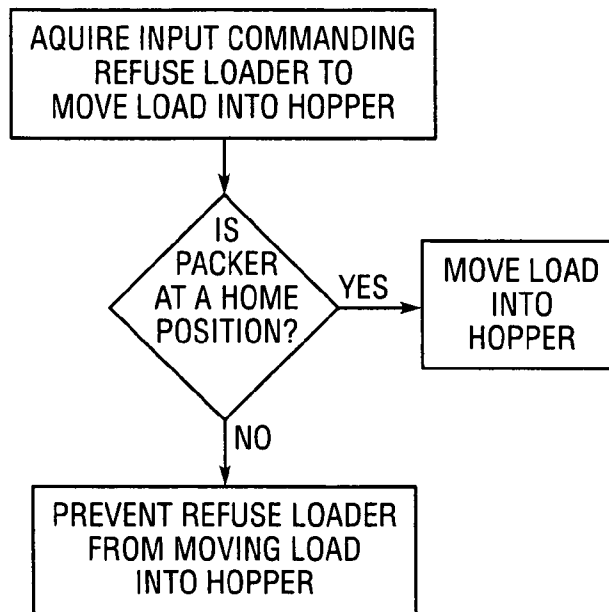 AQUIRE INPUT COMMANDING
REFUSE LOADER TO
MOVE LOAD INTO HOPPER
IS
PACKER
AT A HOME
POSITION?
YES
MOVE LOAD
INTO
HOPPER
NO
PREVENT REFUSE LOADER
FROM MOVING LOAD
INTO HOPPER